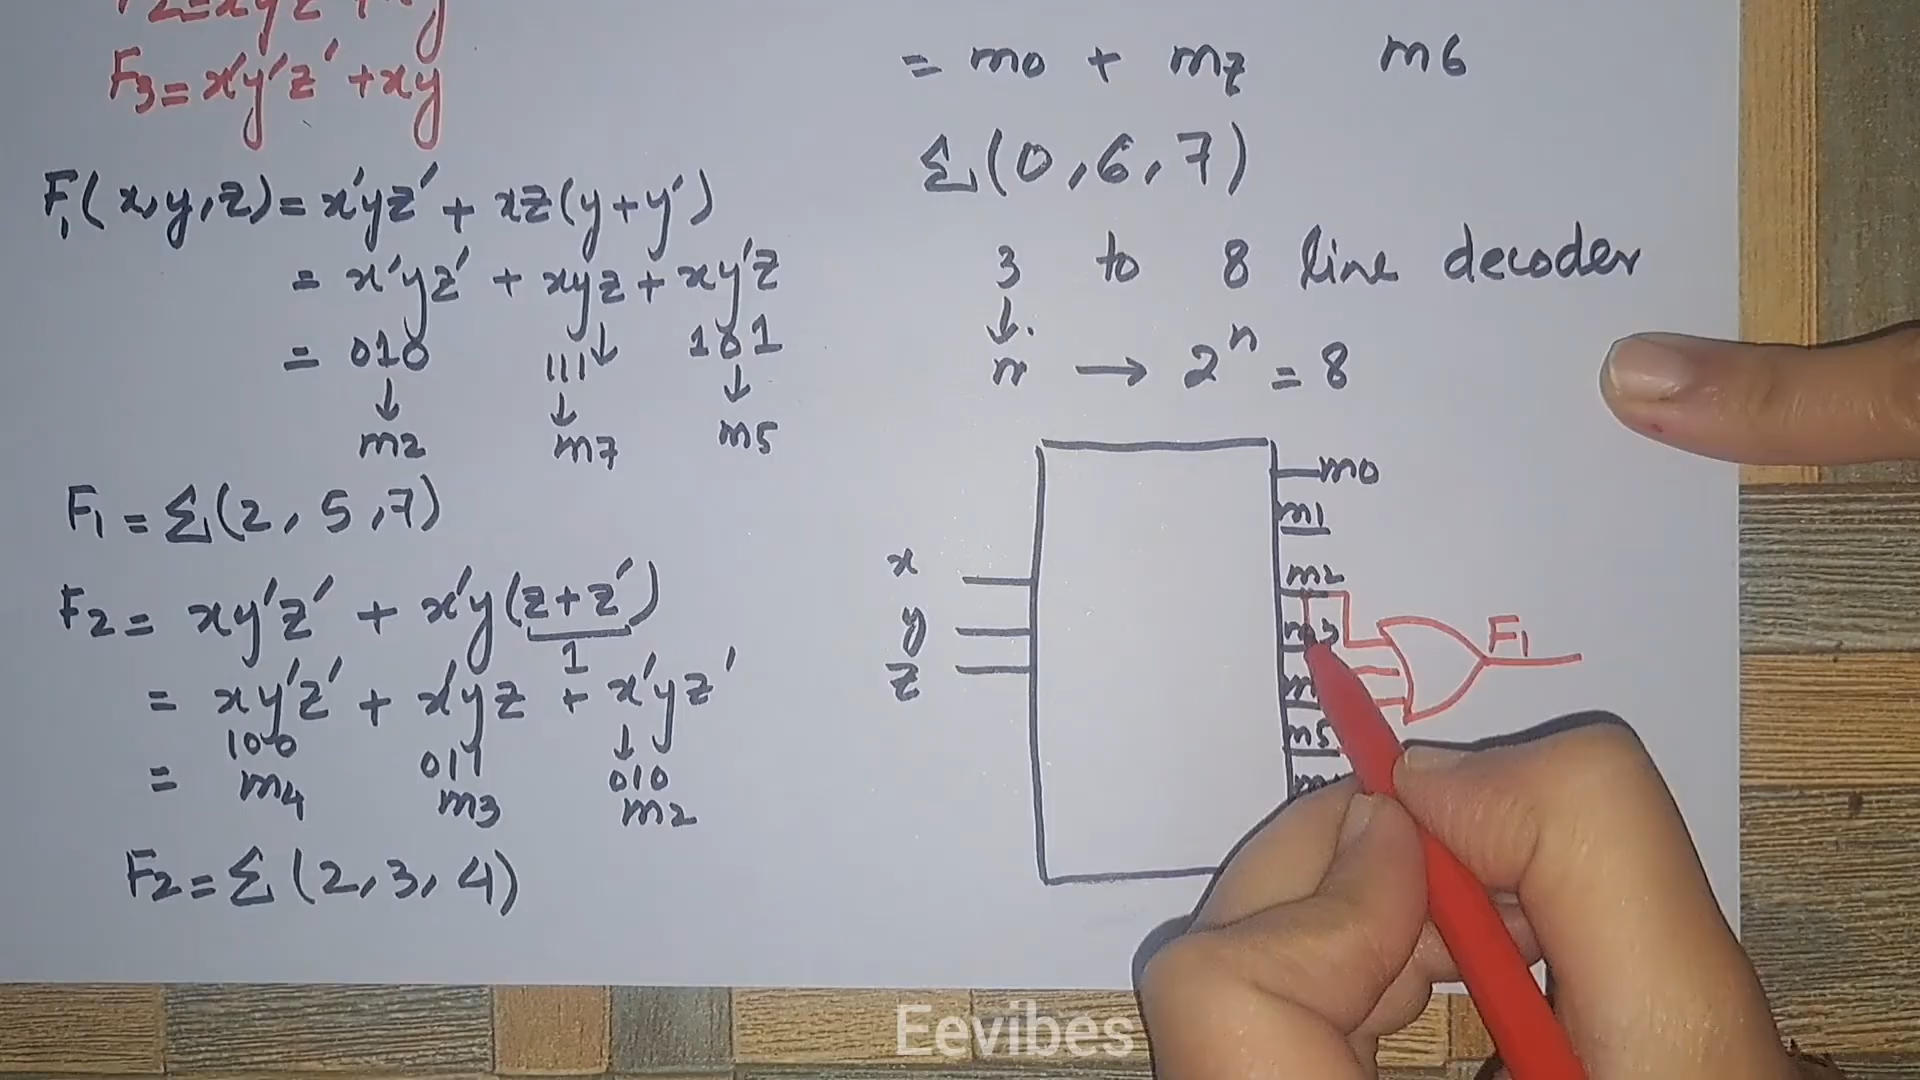 F3 = x'y'z' + xy
F1(x,y,z) = x'yz' + xz(y+y')
= x'yz' + xyz + xy'z
= 010 111 101
m2 m7 m5
F1 = Σ(2, 5, 7)
F2 = xy'z' + x'y(z+z')
1
= xy'z' + x'yz + x'yz'
100 011 010
= m4 m3 m2
F2 = Σ(2, 3, 4)
= m0 + m7 m6
Σ(0, 6, 7)
3 to 8 line decoder
n → 2ⁿ = 8
m0
m1
x
m2
y
m3
F1
z
m5
Eevibes